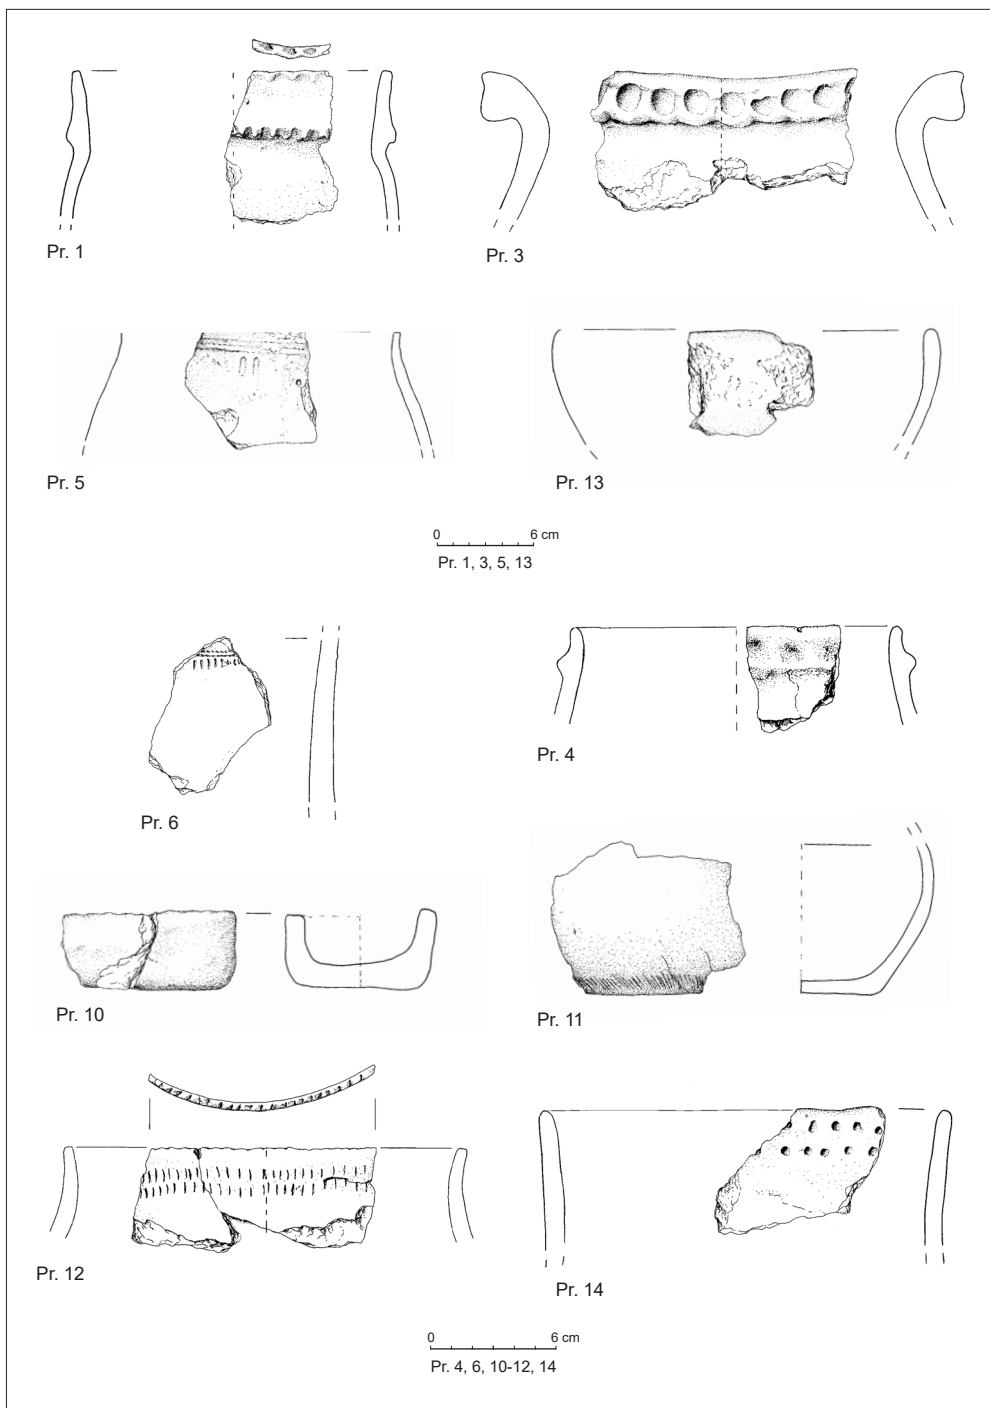 Pr. 1
Pr. 3
Pr. 5
Pr. 13
0 6 cm
Pr. 1, 3, 5, 13
Pr. 6
Pr. 4
Pr. 10
Pr. 11
Pr. 12
Pr. 14
0 6 cm
Pr. 4, 6, 10-12, 14